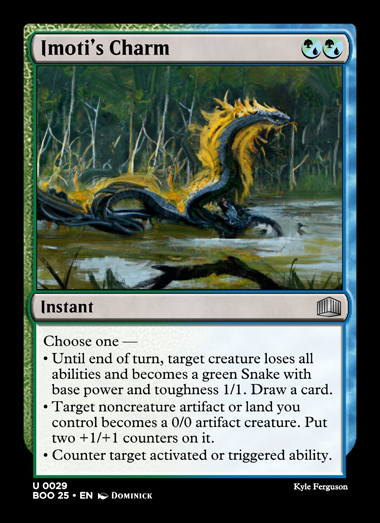 Imoti's Charm
Instant
Choose one —
• Until end of turn, target creature loses all
abilities and becomes a green Snake with
base power and toughness 1/1. Draw a card.
• Target noncreature artifact or land you
control becomes a 0/0 artifact creature. Put
two +1/+1 counters on it.
• Counter target activated or triggered ability.
U 0029
BOO 25 • EN Dominick
Kyle Ferguson